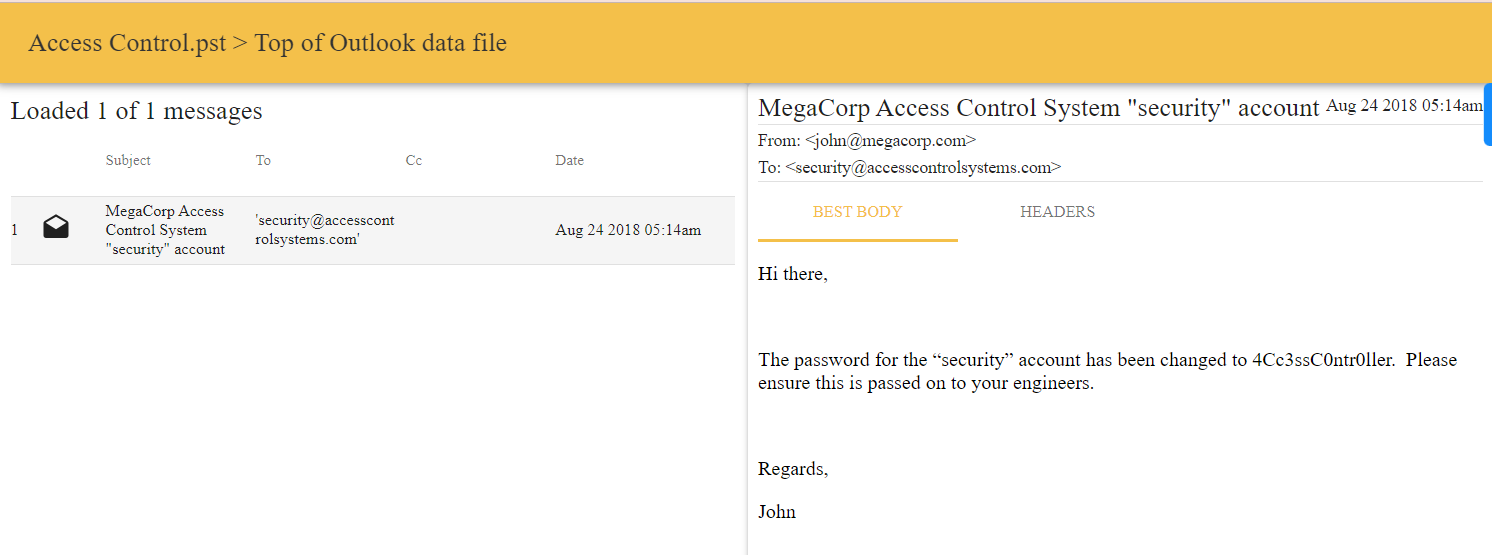 Access Control.pst > Top of Outlook data file
Loaded 1 of 1 messages
Subject To Cc Date
1 MegaCorp Access Control System "security" account 'security@accesscontrolsystems.com' Aug 24 2018 05:14am
MegaCorp Access Control System "security" account Aug 24 2018 05:14am
From: <john@megacorp.com>
To: <security@accesscontrolsystems.com>
BEST BODY HEADERS
Hi there,
The password for the “security” account has been changed to 4Cc3ssC0ntr0ller.  Please
ensure this is passed on to your engineers.
Regards,
John